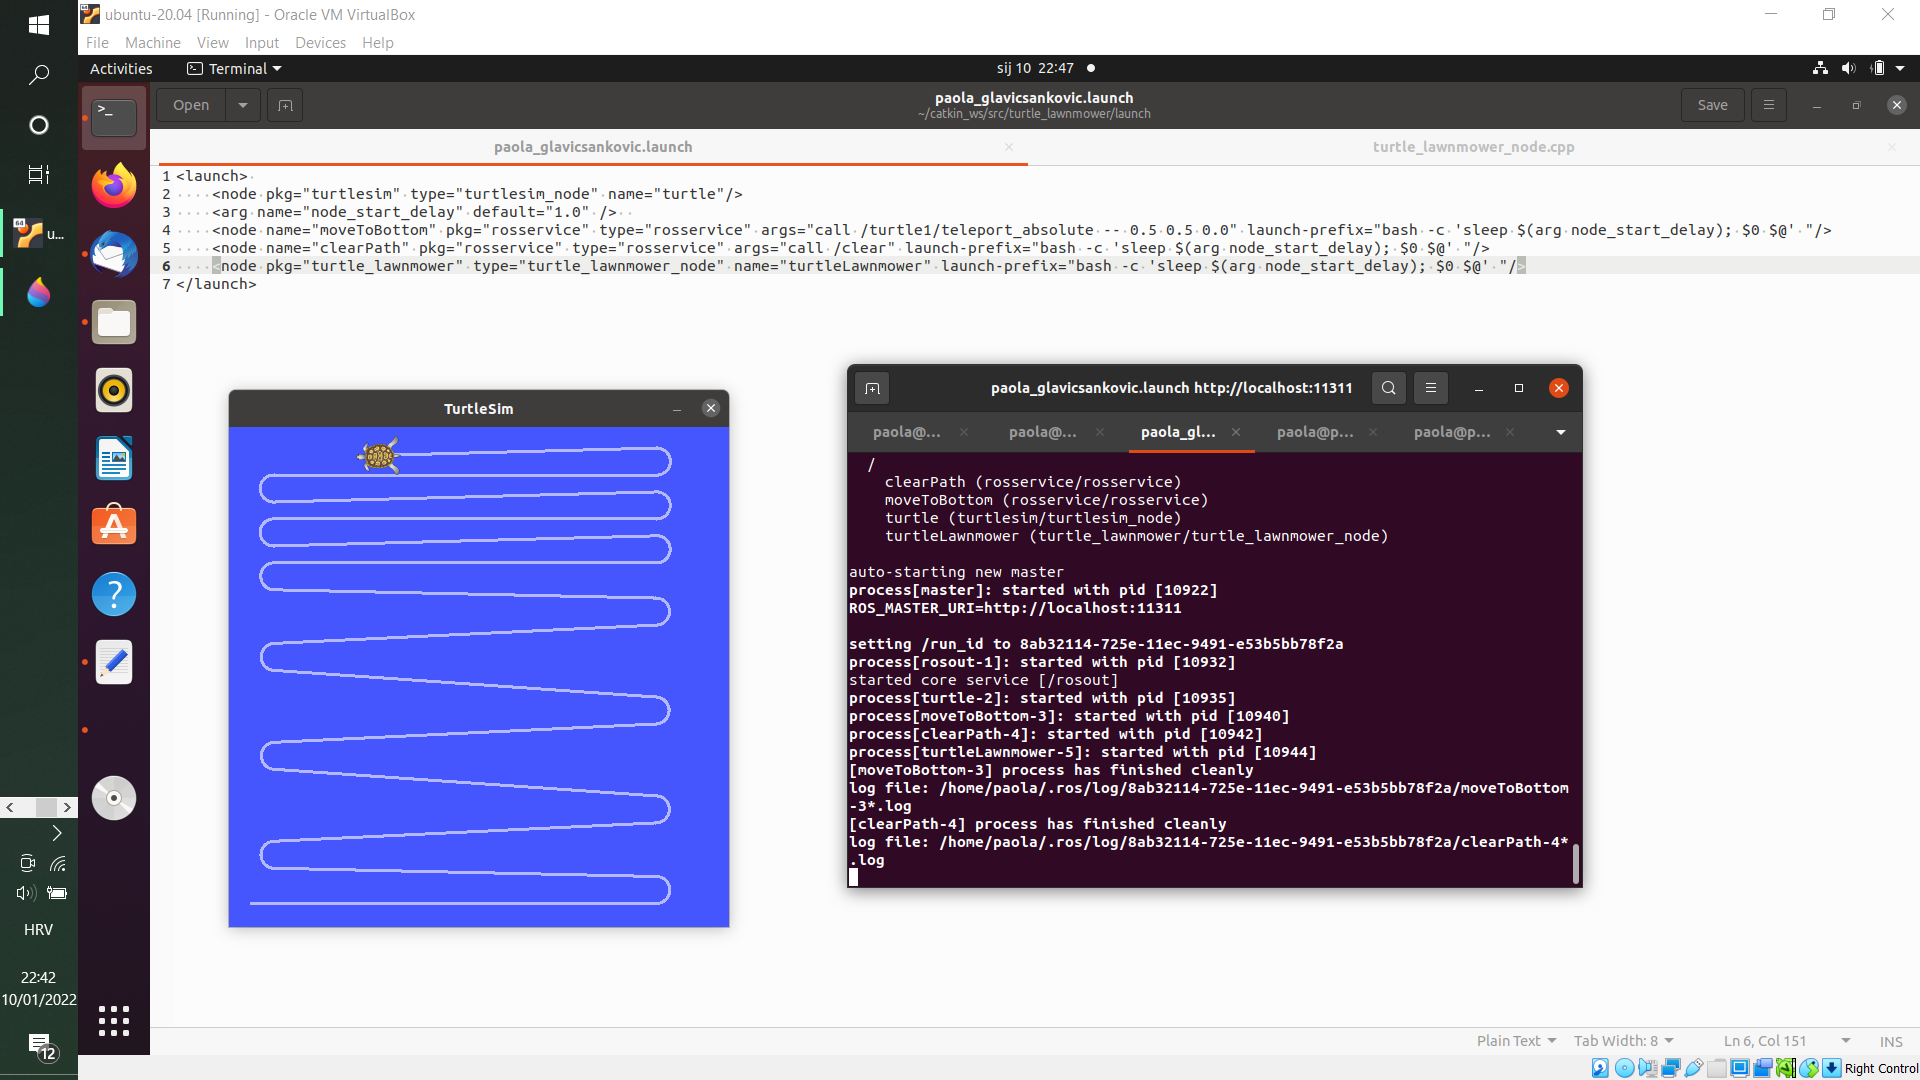 ubuntu-20.04 [Running] - Oracle VM VirtualBox
File Machine View Input Devices Help
Activities Terminal sij 10 22:47
Open paola_glavicsankovic.launch Save
~/catkin_ws/src/turtle_lawnmower/launch
paola_glavicsankovic.launch turtle_lawnmower_node.cpp
1 <launch>
2 <node pkg="turtlesim" type="turtlesim_node" name="turtle"/>
3 <arg name="node_start_delay" default="1.0" />
4 <node name="moveToBottom" pkg="rosservice" type="rosservice" args="call /turtle1/teleport_absolute -- 0.5 0.5 0.0" launch-prefix="bash -c 'sleep $(arg node_start_delay); $0 $@' "/>
5 <node name="clearPath" pkg="rosservice" type="rosservice" args="call /clear" launch-prefix="bash -c 'sleep $(arg node_start_delay); $0 $@' "/>
6 <node pkg="turtle_lawnmower" type="turtle_lawnmower_node" name="turtleLawnmower" launch-prefix="bash -c 'sleep $(arg node_start_delay); $0 $@' "/>
7 </launch>
64
u...
TurtleSim
paola_glavicsankovic.launch http://localhost:11311
paola@... paola@... paola_gl... paola@p... paola@p...
/
clearPath (rosservice/rosservice)
moveToBottom (rosservice/rosservice)
turtle (turtlesim/turtlesim_node)
turtleLawnmower (turtle_lawnmower/turtle_lawnmower_node)
auto-starting new master
process[master]: started with pid [10922]
ROS_MASTER_URI=http://localhost:11311
setting /run_id to 8ab32114-725e-11ec-9491-e53b5bb78f2a
process[rosout-1]: started with pid [10932]
started core service [/rosout]
process[turtle-2]: started with pid [10935]
process[moveToBottom-3]: started with pid [10940]
process[clearPath-4]: started with pid [10942]
process[turtleLawnmower-5]: started with pid [10944]
[moveToBottom-3] process has finished cleanly
log file: /home/paola/.ros/log/8ab32114-725e-11ec-9491-e53b5bb78f2a/moveToBottom
-3*.log
[clearPath-4] process has finished cleanly
log file: /home/paola/.ros/log/8ab32114-725e-11ec-9491-e53b5bb78f2a/clearPath-4*
.log
HRV
22:42
10/01/2022
12
Plain Text Tab Width: 8 Ln 6, Col 151 INS
Right Control